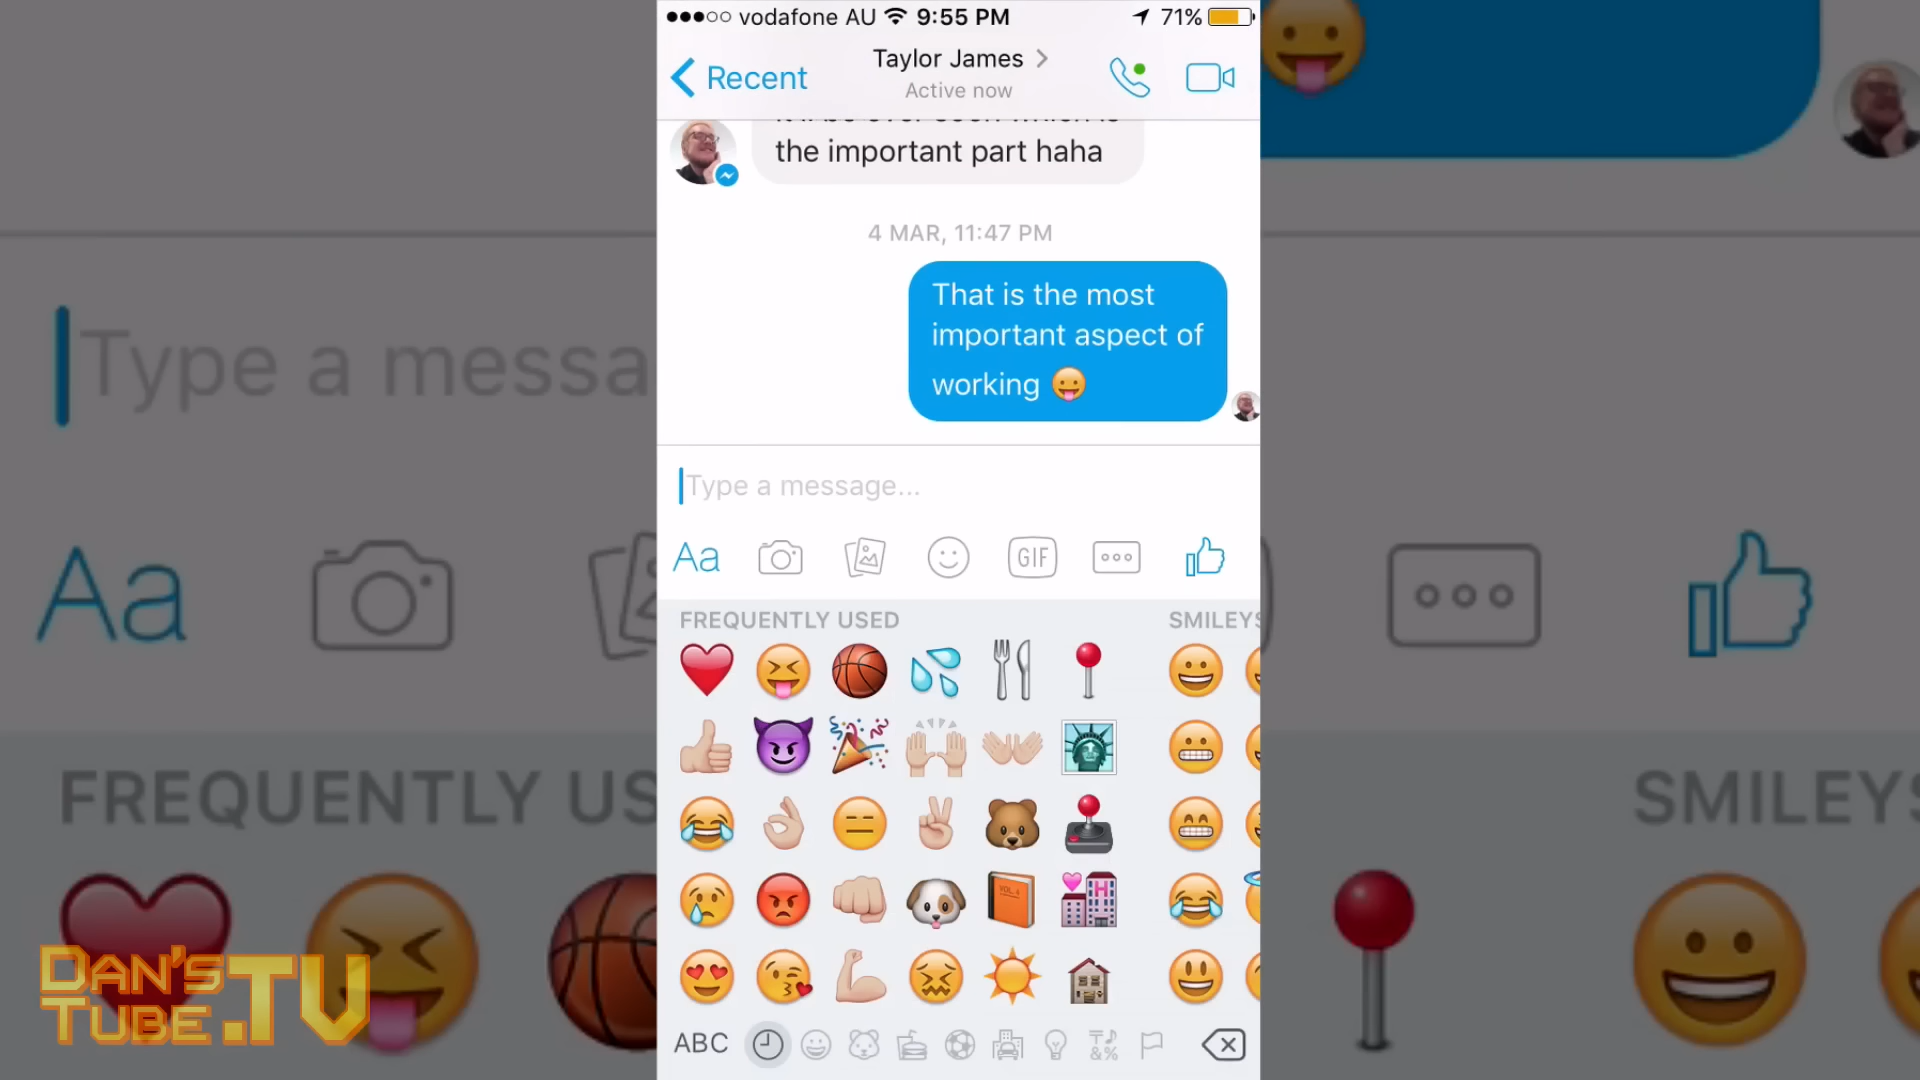 vodafone AU 9:55 PM 71%
Recent
Taylor James
Active now
the important part haha
4 MAR, 11:47 PM
That is the most
important aspect of
working
Type a message...
Aa GIF
FREQUENTLY USED SMILEYS
VOL. 4
H
ABC
&%
Type a messa
Aa
FREQUENTLY US
SMILEYS
DAN'S
TUBE.TV